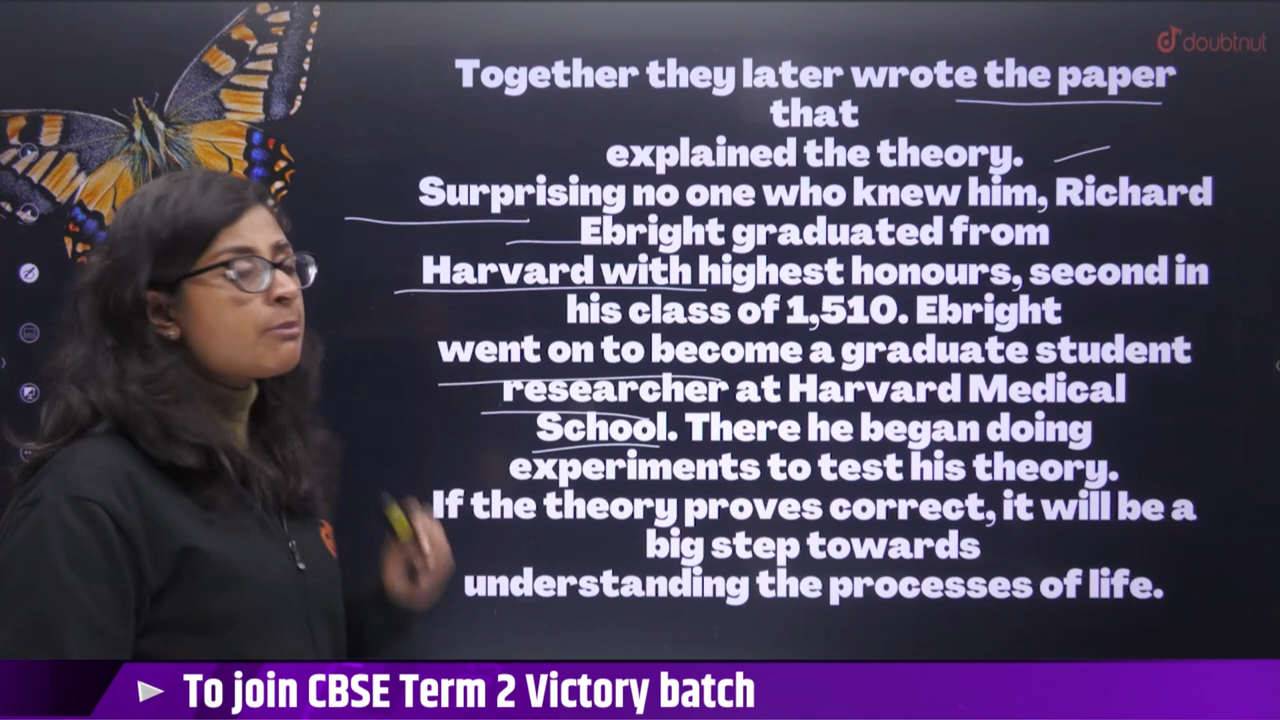 doubtnut
Together they later wrote the paper
that
explained the theory.
Surprising no one who knew him, Richard
Ebright graduated from
Harvard with highest honours, second in
his class of 1,510. Ebright
went on to become a graduate student
researcher at Harvard Medical
School. There he began doing
experiments to test his theory.
If the theory proves correct, it will be a
big step towards
understanding the processes of life.
To join CBSE Term 2 Victory batch